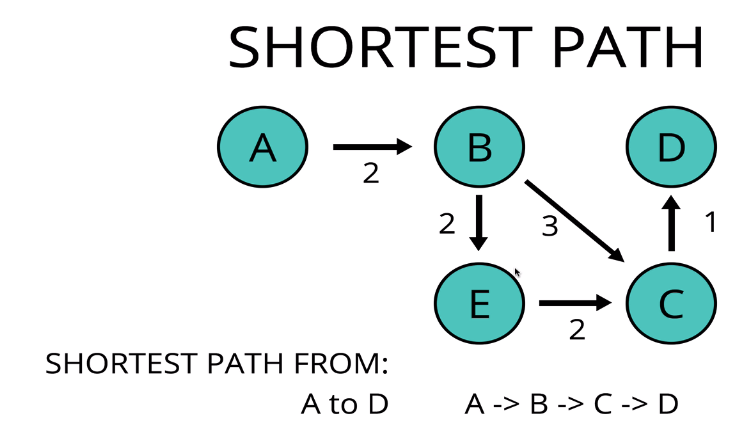 SHORTEST PATH
A 2 B D
2 3 1
E 2 C
SHORTEST PATH FROM:
A to D A -> B -> C -> D